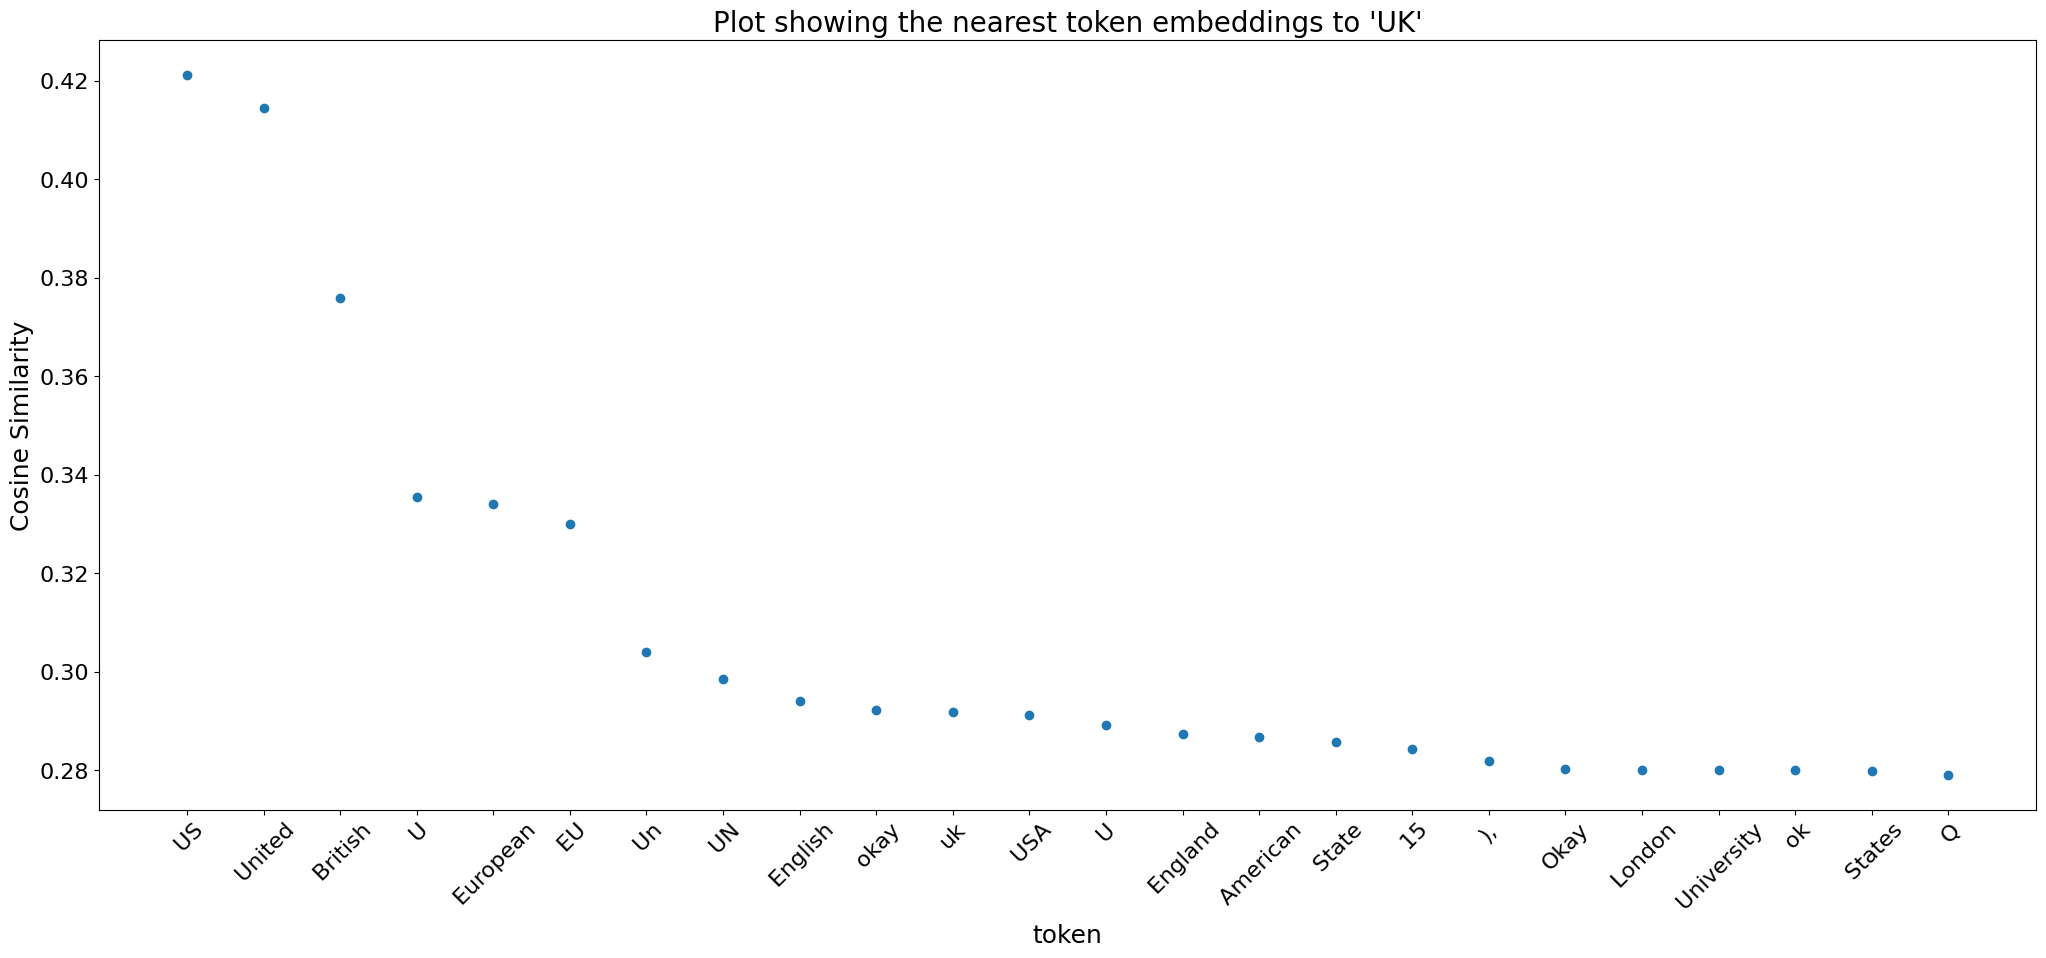 Plot showing the nearest token embeddings to 'UK'
Cosine Similarity
0.42
0.40
0.38
0.36
0.34
0.32
0.30
0.28
US
United
British
U
European
EU
Un
UN
English
okay
uk
USA
U
England
American
State
15
),
Okay
London
University
ok
States
Q
token